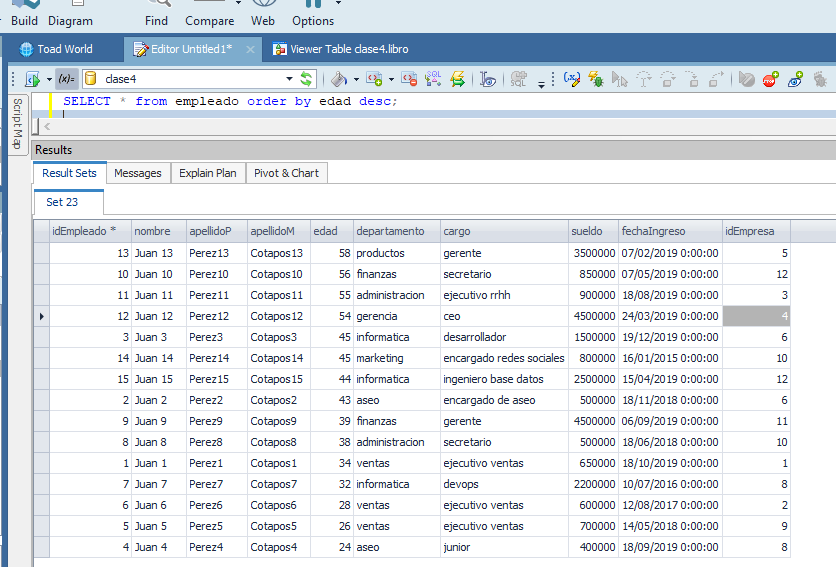 Build Diagram Find Compare Web Options
Toad World Editor Untitled1* Viewer Table clase4.libro
(x)= clase4
SELECT * from empleado order by edad desc;
Script Map
Results
Result Sets Messages Explain Plan Pivot & Chart
Set 23
idEmpleado * nombre apellidoP apellidoM edad departamento cargo sueldo fechaIngreso idEmpresa
13 Juan 13 Perez13 Cotapos13 58 productos gerente 3500000 07/02/2019 0:00:00 5
10 Juan 10 Perez10 Cotapos10 56 finanzas secretario 850000 07/05/2019 0:00:00 12
11 Juan 11 Perez11 Cotapos11 55 administracion ejecutivo rrhh 900000 18/08/2019 0:00:00 3
12 Juan 12 Perez12 Cotapos12 54 gerencia ceo 4500000 24/03/2019 0:00:00 4
3 Juan 3 Perez3 Cotapos3 45 informatica desarrollador 1500000 19/12/2019 0:00:00 6
14 Juan 14 Perez14 Cotapos14 45 marketing encargado redes sociales 800000 16/01/2015 0:00:00 10
15 Juan 15 Perez15 Cotapos15 44 informatica ingeniero base datos 2500000 15/04/2019 0:00:00 12
2 Juan 2 Perez2 Cotapos2 43 aseo encargado de aseo 500000 18/11/2018 0:00:00 6
9 Juan 9 Perez9 Cotapos9 39 finanzas gerente 4500000 06/09/2019 0:00:00 11
8 Juan 8 Perez8 Cotapos8 38 administracion secretario 500000 18/06/2018 0:00:00 10
1 Juan 1 Perez1 Cotapos1 34 ventas ejecutivo ventas 650000 18/10/2019 0:00:00 1
7 Juan 7 Perez7 Cotapos7 32 informatica devops 2200000 10/07/2016 0:00:00 8
6 Juan 6 Perez6 Cotapos6 28 ventas ejecutivo ventas 600000 12/08/2017 0:00:00 2
5 Juan 5 Perez5 Cotapos5 26 ventas ejecutivo ventas 700000 14/05/2018 0:00:00 9
4 Juan 4 Perez4 Cotapos4 24 aseo junior 400000 18/09/2019 0:00:00 8